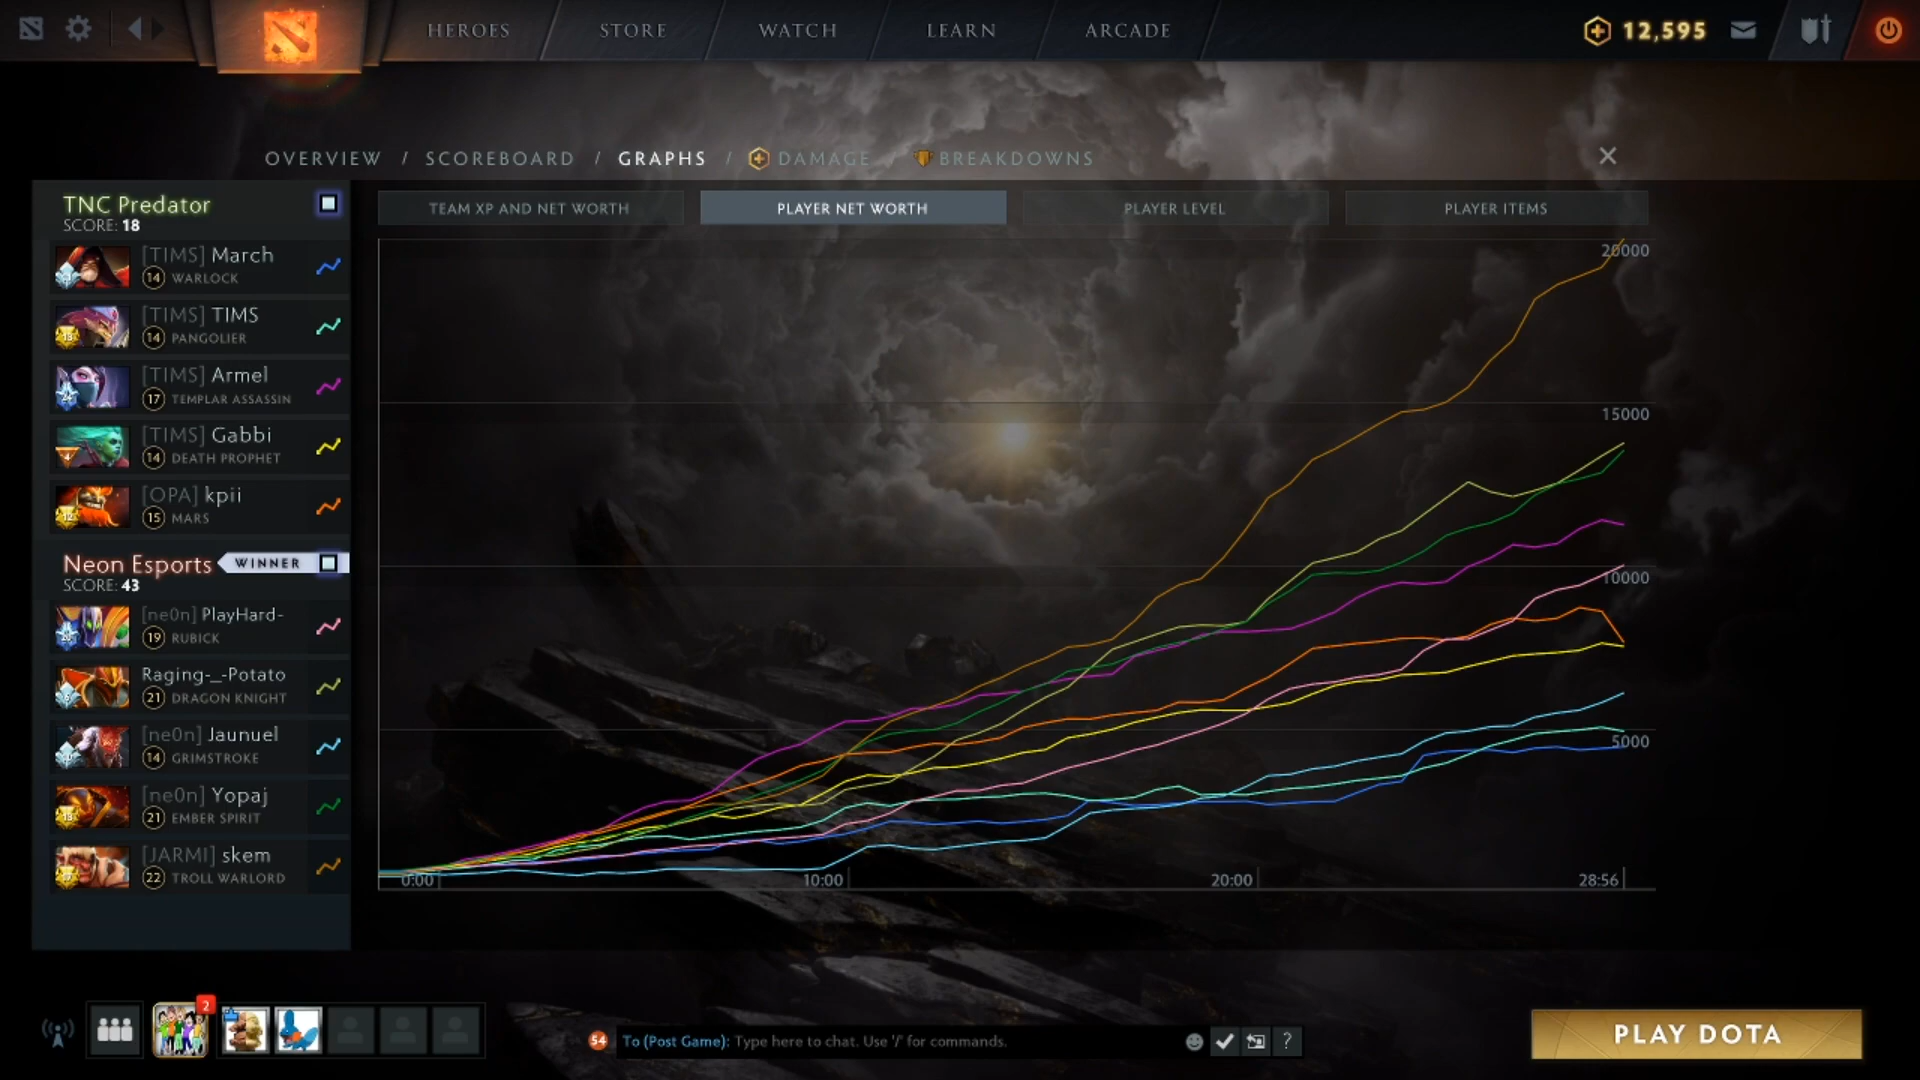 HEROES STORE WATCH LEARN ARCADE 12,595
OVERVIEW / SCOREBOARD / GRAPHS / DAMAGE / BREAKDOWNS
TEAM XP AND NET WORTH PLAYER NET WORTH PLAYER LEVEL PLAYER ITEMS
TNC Predator
SCORE: 18
[TIMS] March
14 WARLOCK
[TIMS] TIMS
14 PANGOLIER
[TIMS] Armel
17 TEMPLAR ASSASSIN
[TIMS] Gabbi
14 DEATH PROPHET
[OPA] kpii
15 MARS
Neon Esports WINNER
SCORE: 43
[ne0n] PlayHard-
19 RUBICK
Raging-_-Potato
21 DRAGON KNIGHT
[ne0n] Jaunuel
14 GRIMSTROKE
[ne0n] Yopaj
21 EMBER SPIRIT
[JARMI] skem
22 TROLL WARLORD
20000
15000
10000
5000
0:00 10:00 20:00 28:56
2
54 To (Post Game): Type here to chat. Use '/' for commands. ?
PLAY DOTA